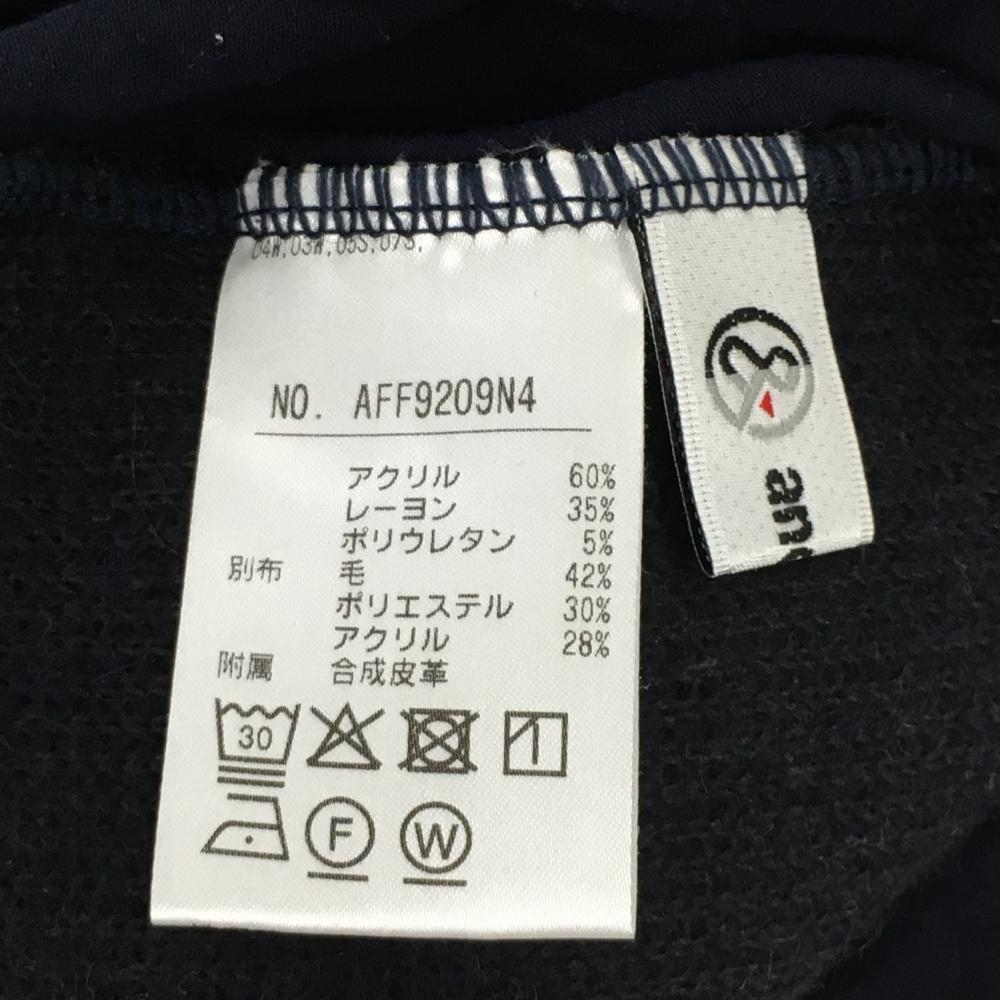 04W.03W.05S.07S.
NO. AFF9209N4
アクリル 60%
レーヨン 35%
ポリウレタン 5%
別布 毛 42%
ポリエステル 30%
アクリル 28%
附属 合成皮革
30
F W